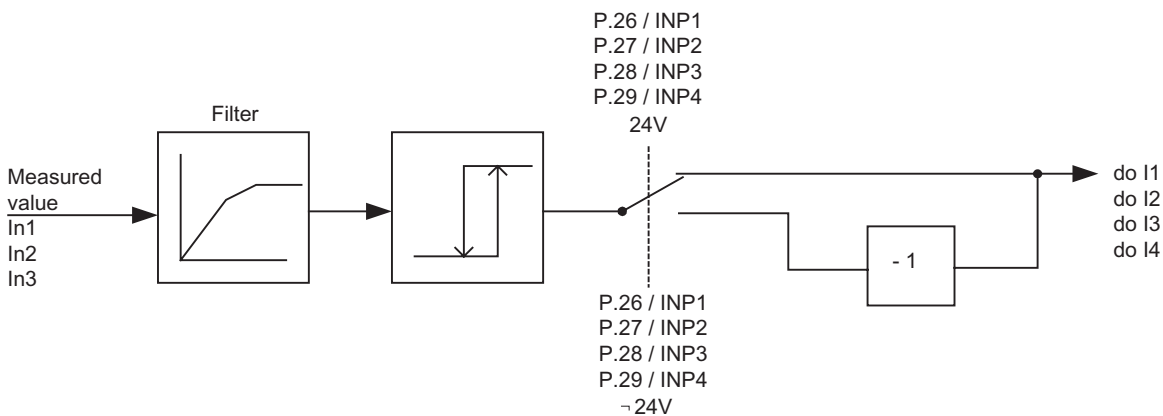 P.26 / INP1
P.27 / INP2
P.28 / INP3
P.29 / INP4
24V
Filter
Measured
value
In1
In2
In3
do I1
do I2
do I3
do I4
- 1
P.26 / INP1
P.27 / INP2
P.28 / INP3
P.29 / INP4
¬24V